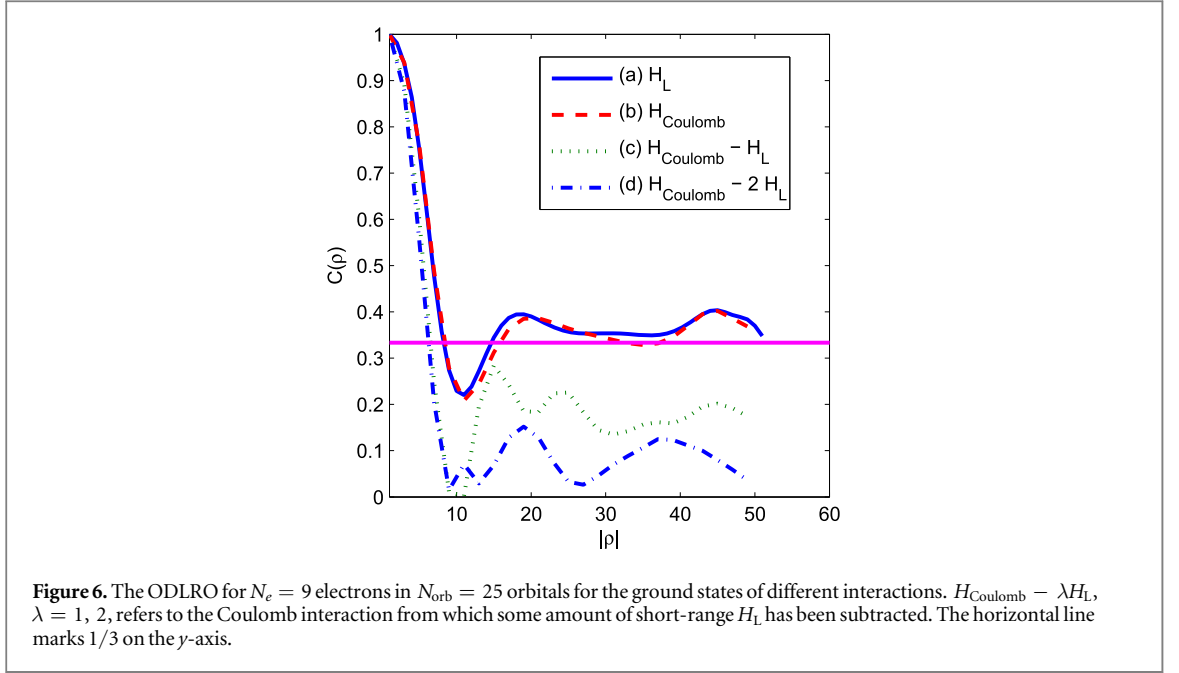 1
0.9
0.8
0.7
0.6
0.5
0.4
0.3
0.2
0.1
0
C(ρ)
(a) H_L
(b) H_Coulomb
(c) H_Coulomb − H_L
(d) H_Coulomb − 2 H_L
10 20 30 40 50 60
|ρ|
Figure 6. The ODLRO for N_e = 9 electrons in N_orb = 25 orbitals for the ground states of different interactions. H_Coulomb − λH_L,
λ = 1, 2, refers to the Coulomb interaction from which some amount of short-range H_L has been subtracted. The horizontal line
marks 1/3 on the y-axis.